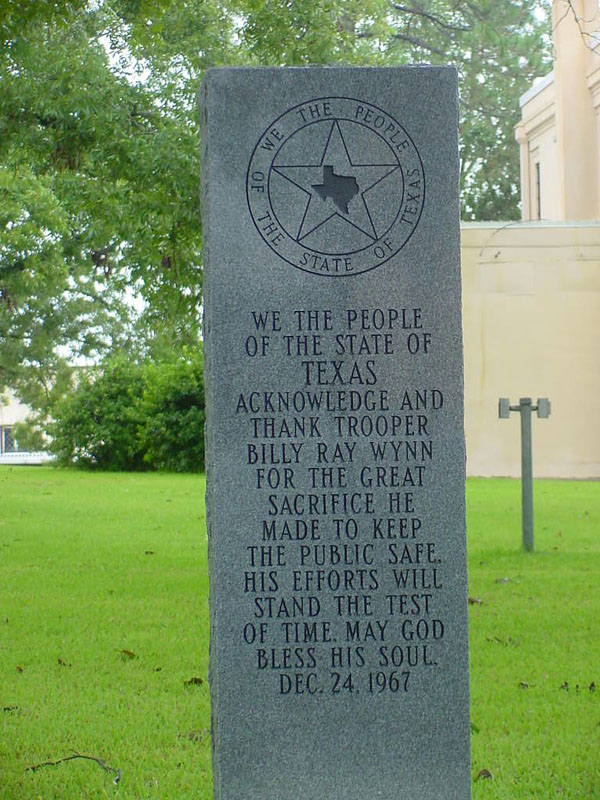 WE THE PEOPLE
OF THE STATE OF TEXAS
WE THE PEOPLE
OF THE STATE OF
TEXAS
ACKNOWLEDGE AND
THANK TROOPER
BILLY RAY WYNN
FOR THE GREAT
SACRIFICE HE
MADE TO KEEP
THE PUBLIC SAFE.
HIS EFFORTS WILL
STAND THE TEST
OF TIME. MAY GOD
BLESS HIS SOUL.
DEC. 24, 1967